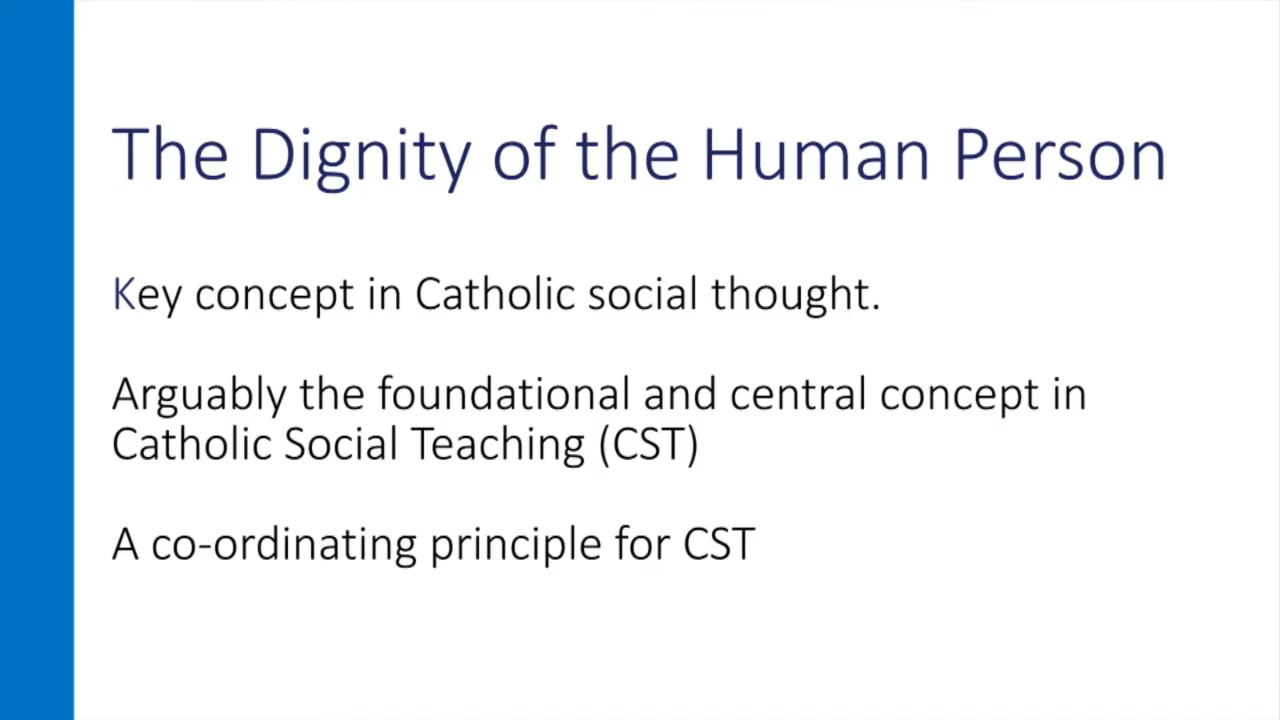 The Dignity of the Human Person
Key concept in Catholic social thought.
Arguably the foundational and central concept in
Catholic Social Teaching (CST)
A co-ordinating principle for CST